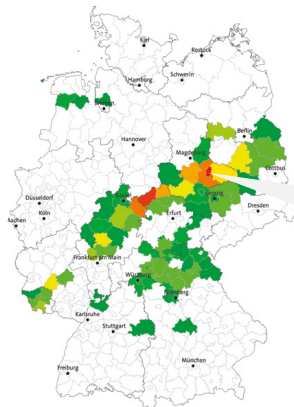 Kiel
Rostock
Hamburg
Schwerin
Bremen
Hannover
Berlin
Magdeburg
Cottbus
Düsseldorf
Kassel
Leipzig
Köln
Erfurt
Dresden
Aachen
Frankfurt am Main
Würzburg
Nürnberg
Karlsruhe
Stuttgart
München
Freiburg